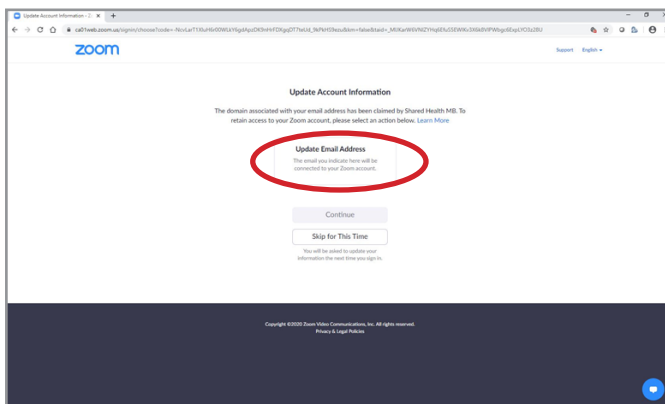 Update Account Information - Z
zoom
Support English
Update Account Information
The domain associated with your email address has been claimed by Shared Health MB. To
retain access to your Zoom account, please select an action below. Learn More
Update Email Address
The email you indicate here will be
connected to your Zoom account.
Continue
Skip for This Time
You will be asked to update your
information the next time you sign in.
Copyright ©2020 Zoom Video Communications, Inc. All rights reserved.
Privacy & Legal Policies